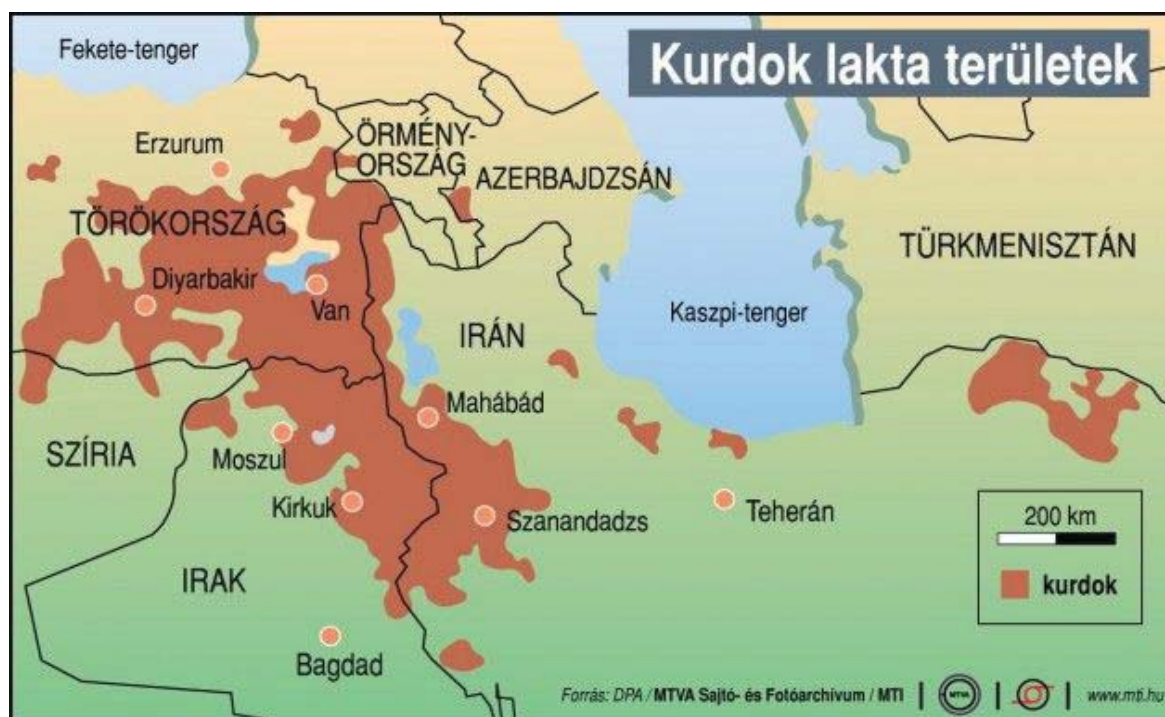 Kurdok lakta területek
Fekete-tenger
Erzurum
ÖRMÉNY-
ORSZÁG
AZERBAJDZSÁN
TÖRÖKORSZÁG
TÜRKMENISZTÁN
Diyarbakir
Van
IRÁN
Kaszpi-tenger
Mahábád
SZÍRIA
Moszul
Kirkuk
Szanandadzs
Teherán
200 km
kurdok
IRAK
Bagdad
Forrás: DPA / MTVA Sajtó- és Fotóarchívum / MTI | MTVA | | www.mti.hu